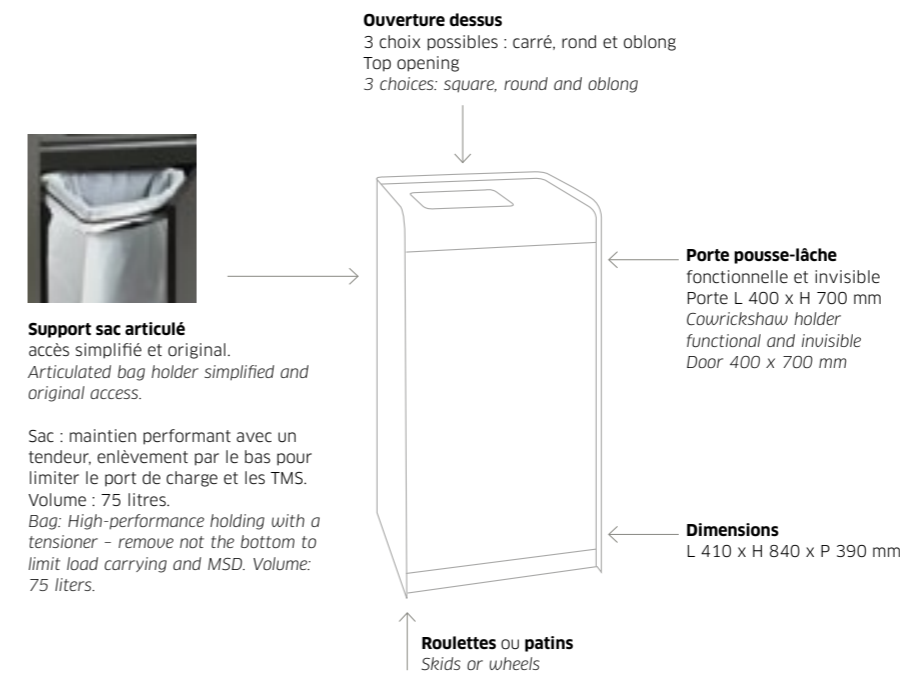 Ouverture dessus
3 choix possibles : carré, rond et oblong
Top opening
3 choices: square, round and oblong
Support sac articulé
accès simplifié et original.
Articulated bag holder simplified and
original access.
Sac : maintien performant avec un
tendeur, enlèvement par le bas pour
limiter le port de charge et les TMS.
Volume : 75 litres.
Bag: High-performance holding with a
tensioner – remove not the bottom to
limit load carrying and MSD. Volume:
75 liters.
Porte pousse-lâche
fonctionnelle et invisible
Porte L 400 x H 700 mm
Cowrickshaw holder
functional and invisible
Door 400 x 700 mm
Dimensions
L 410 x H 840 x P 390 mm
Roulettes ou patins
Skids or wheels